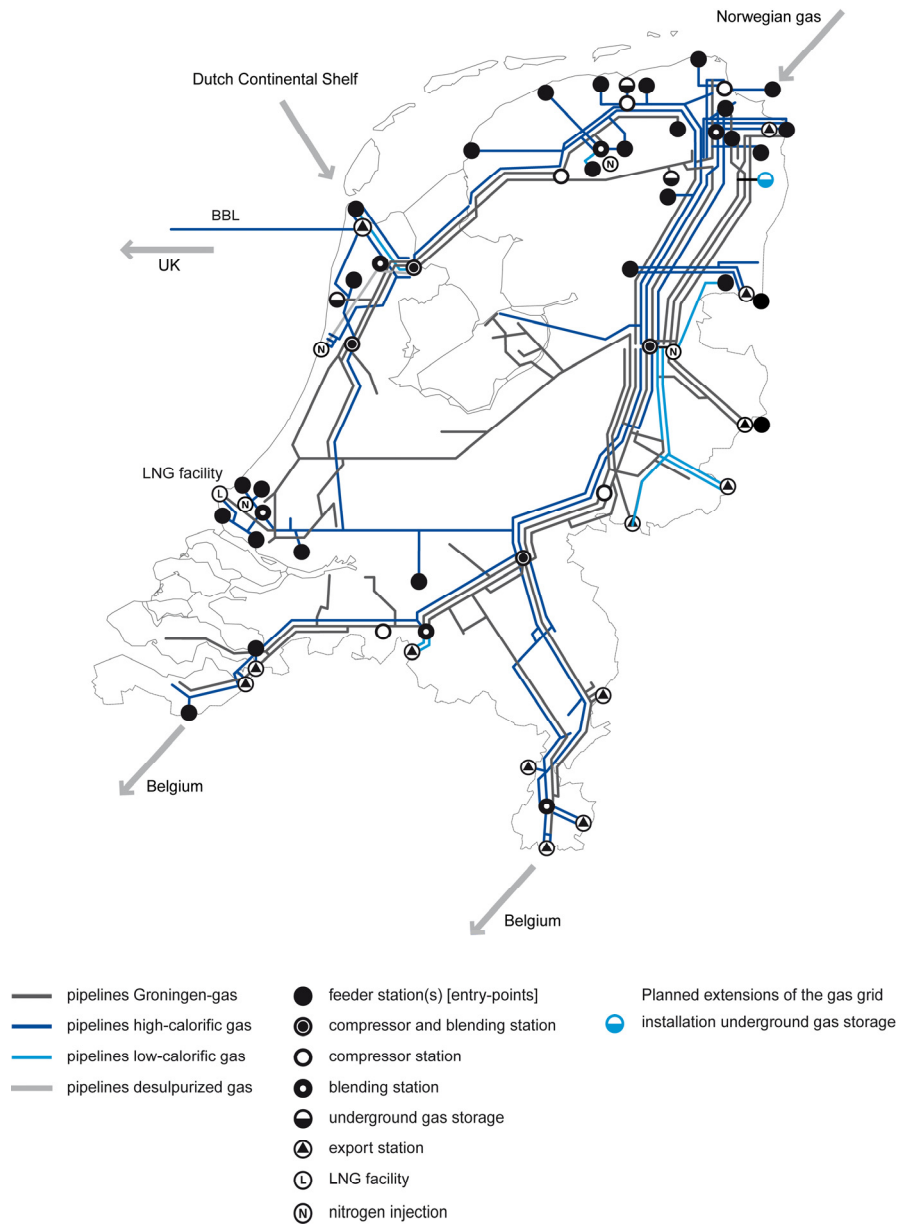 Norwegian gas
Dutch Continental Shelf
BBL
UK
N
N
N
LNG facility
L
N
N
Belgium
Belgium
pipelines Groningen-gas
pipelines high-calorific gas
pipelines low-calorific gas
pipelines desulpurized gas
feeder station(s) [entry-points]
compressor and blending station
compressor station
blending station
underground gas storage
export station
L LNG facility
N nitrogen injection
Planned extensions of the gas grid
installation underground gas storage